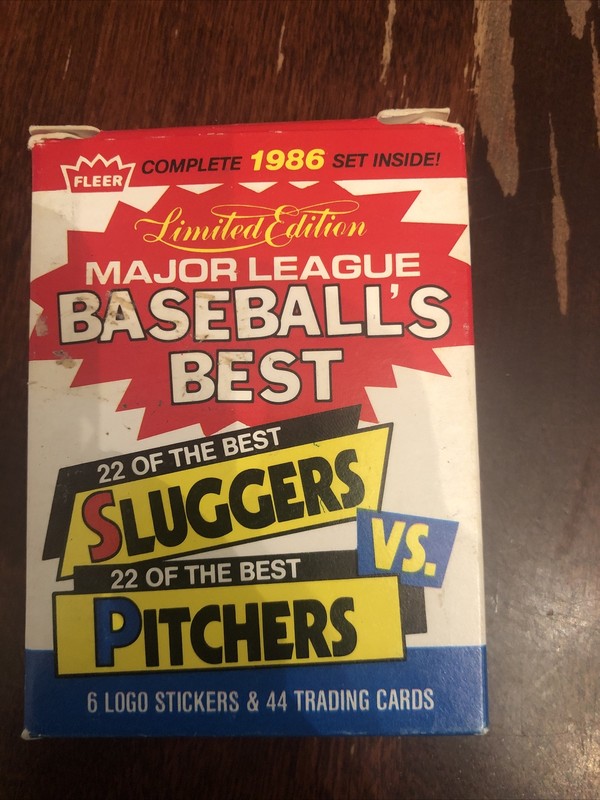 FLEER
COMPLETE 1986 SET INSIDE!
Limited Edition
MAJOR LEAGUE
BASEBALL'S
BEST
22 OF THE BEST
SLUGGERS
VS.
22 OF THE BEST
PITCHERS
6 LOGO STICKERS & 44 TRADING CARDS